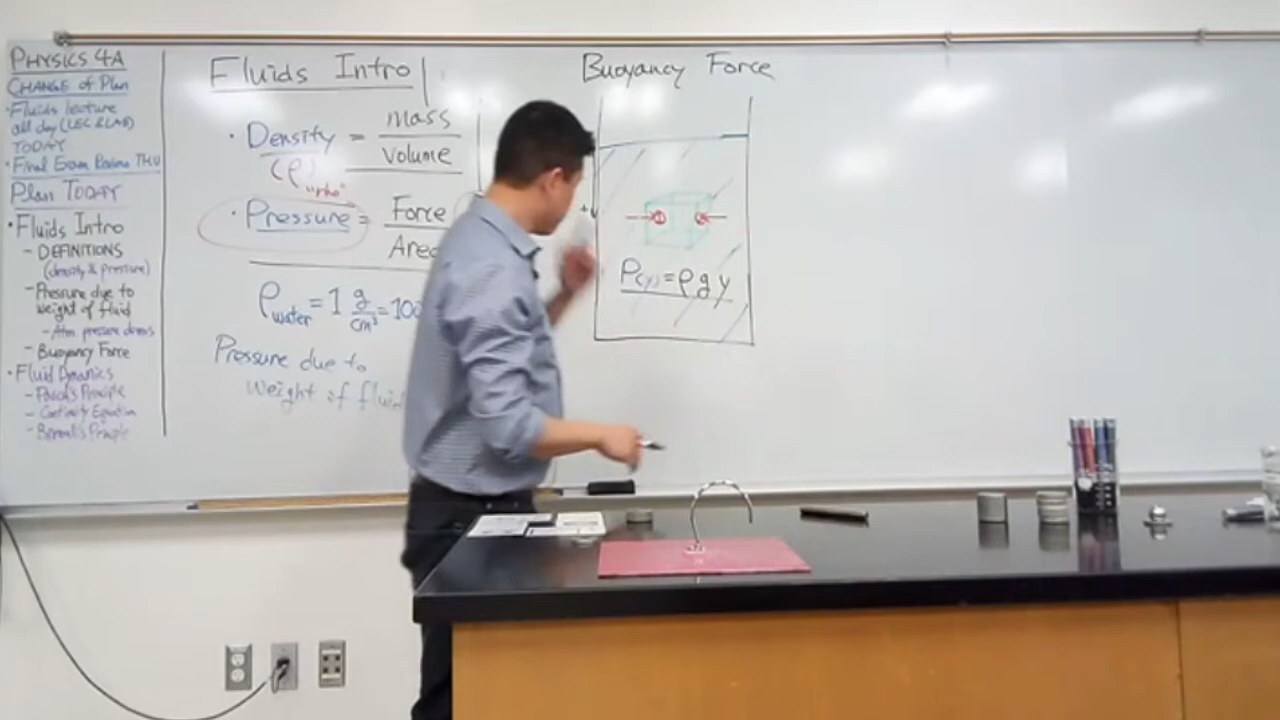 PHYSICS 4A
CHANGE of Plan
• Fluids lecture
all day (LEC & LAB)
TODAY
• Final Exam Review THU
Plan TODAY
• Fluids Intro
- DEFINITIONS
(density & pressure)
- Pressure due to
weight of fluid
- Atm pressure demos
- Buoyancy Force
• Fluid Dynamics
- Pascal's Principle
- Continuity Equation
- Bernoulli's Principle
Fluids Intro
• Density = mass / volume
(ρ) "rho"
• Pressure = Force / Area
ρwater = 1 g/cm³ = 100
Pressure due to
weight of fluid
Buoyancy Force
+y
P(y) = ρgy